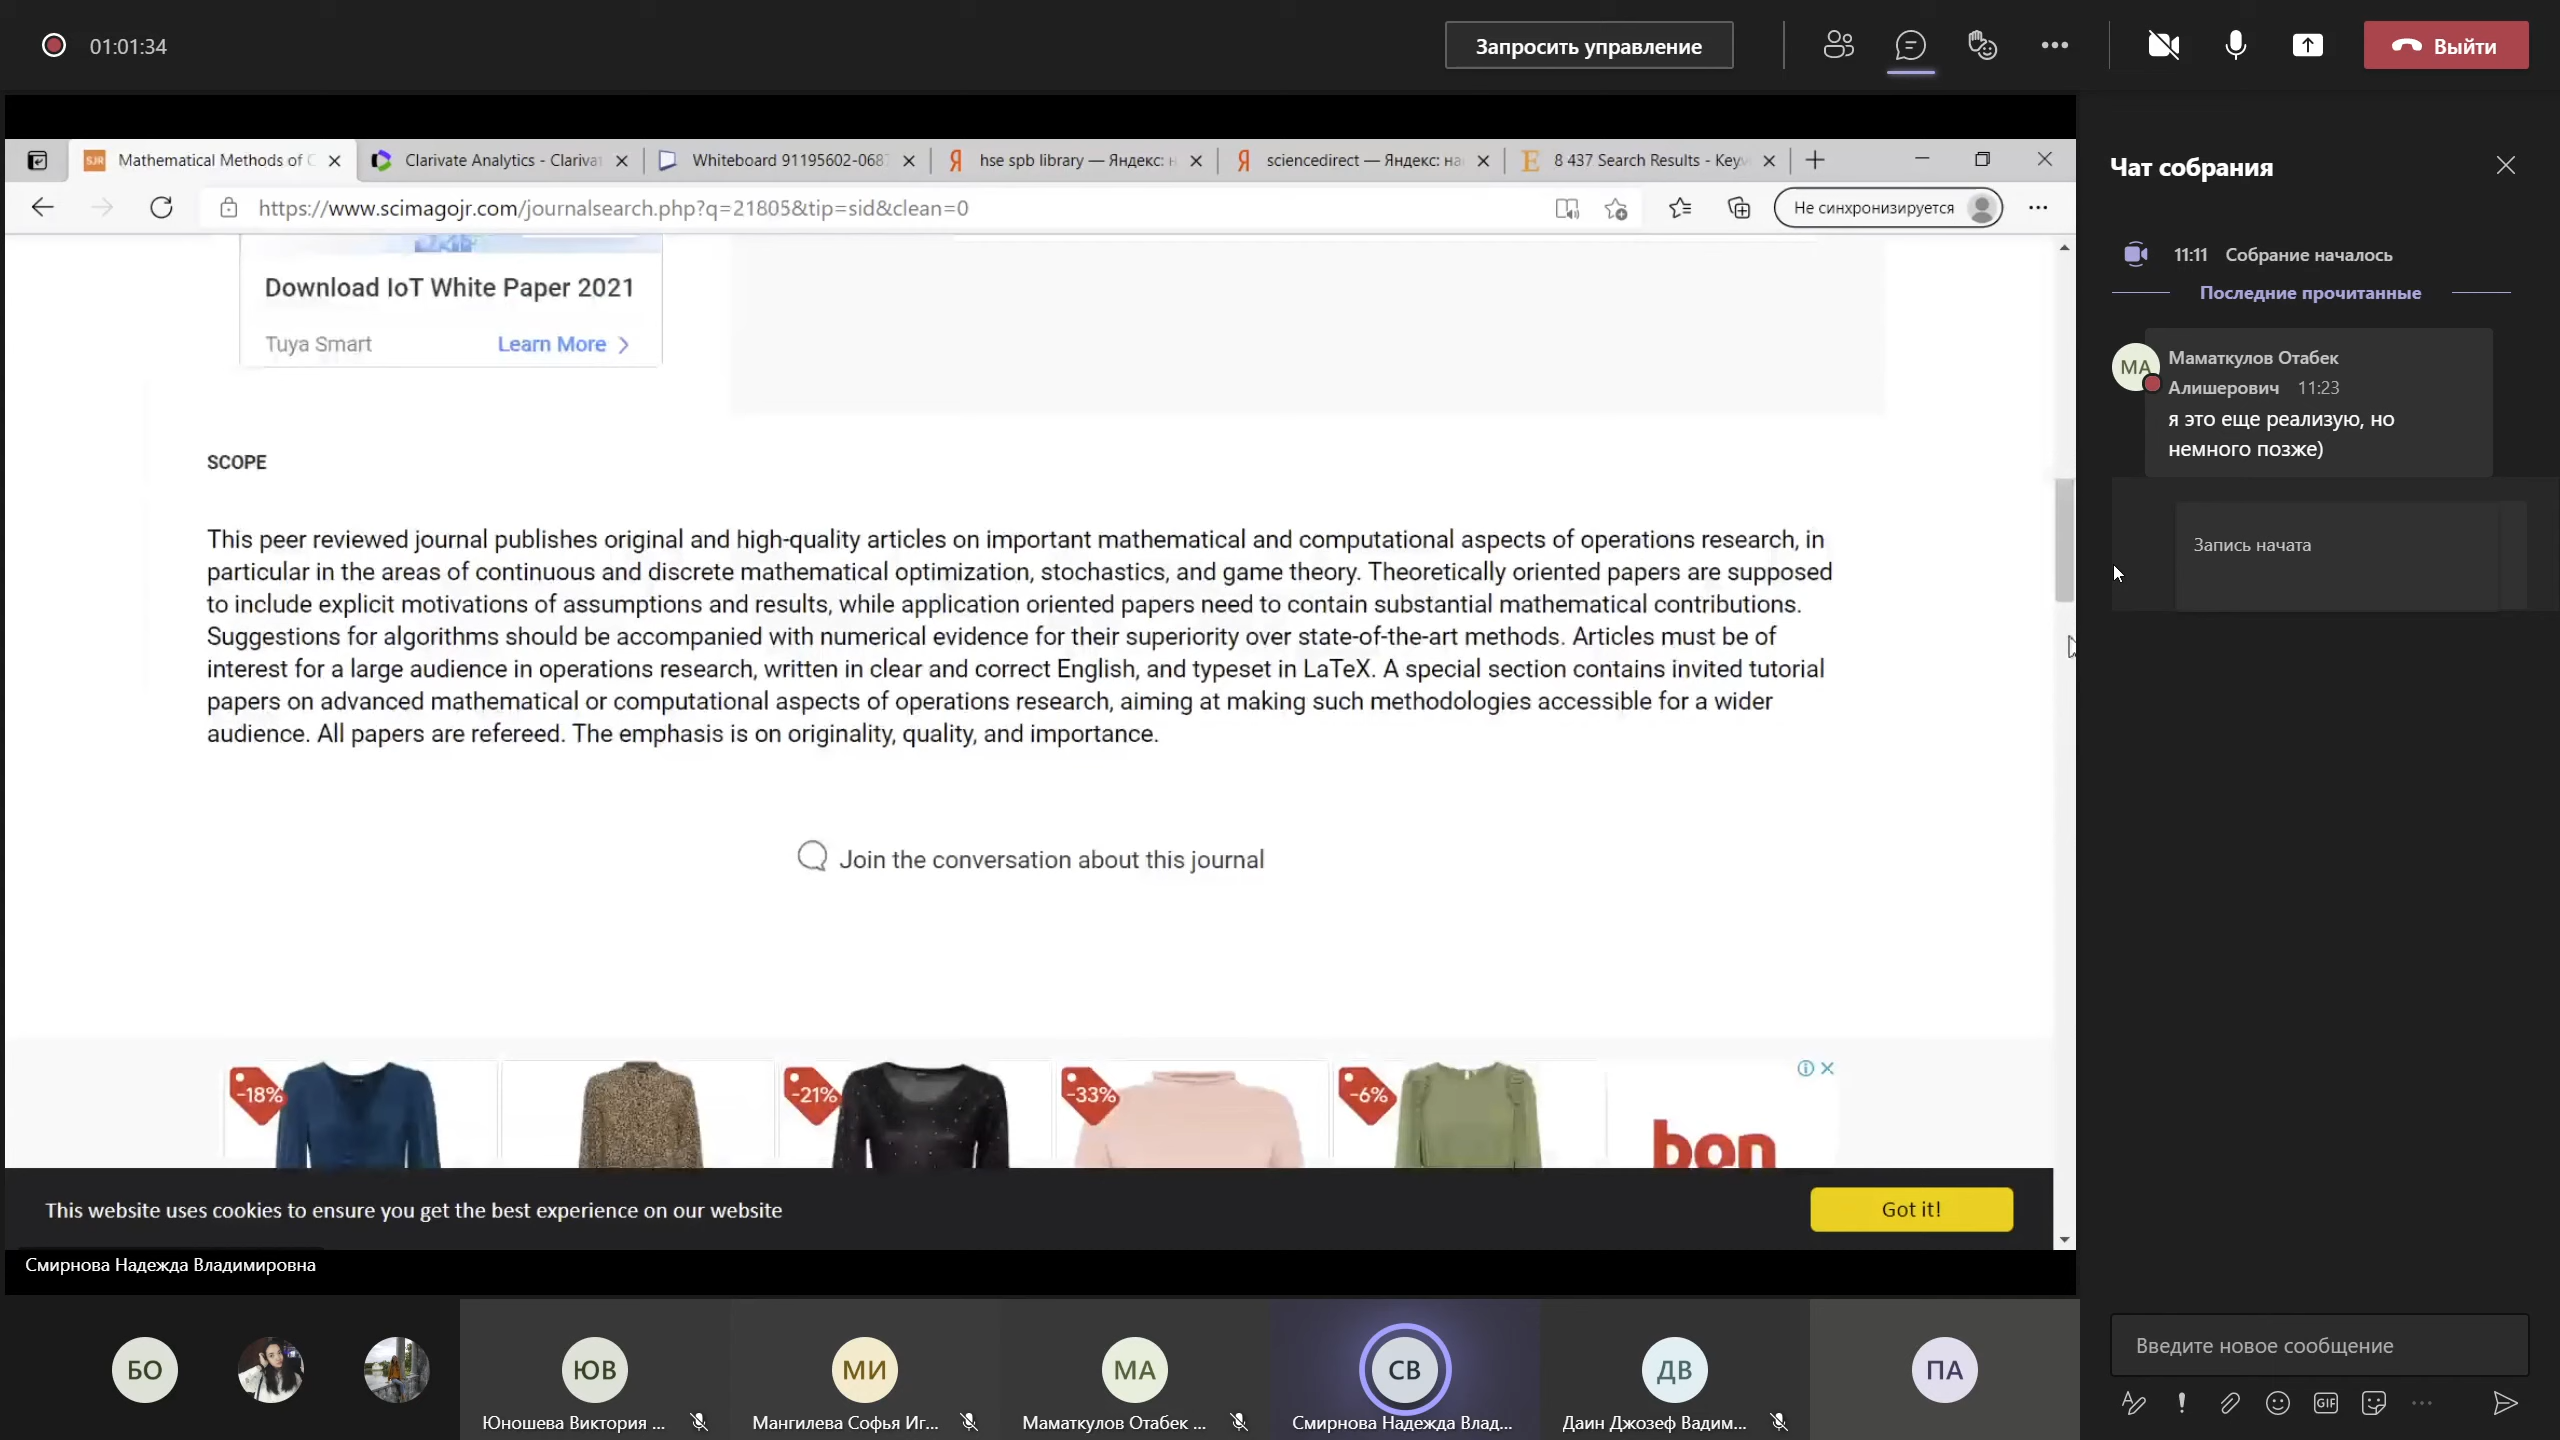 01:01:34
Запросить управление
Выйти
Mathematical Methods of
Clarivate Analytics - Clariva
Whiteboard 91195602-068
hse spb library — Яндекс:
sciencedirect — Яндекс: на
8 437 Search Results - Key
https://www.scimagojr.com/journalsearch.php?q=21805&tip=sid&clean=0
Не синхронизируется
Download IoT White Paper 2021
Tuya Smart
Learn More
SCOPE
This peer reviewed journal publishes original and high-quality articles on important mathematical and computational aspects of operations research, in
particular in the areas of continuous and discrete mathematical optimization, stochastics, and game theory. Theoretically oriented papers are supposed
to include explicit motivations of assumptions and results, while application oriented papers need to contain substantial mathematical contributions.
Suggestions for algorithms should be accompanied with numerical evidence for their superiority over state-of-the-art methods. Articles must be of
interest for a large audience in operations research, written in clear and correct English, and typeset in LaTeX. A special section contains invited tutorial
papers on advanced mathematical or computational aspects of operations research, aiming at making such methodologies accessible for a wider
audience. All papers are refereed. The emphasis is on originality, quality, and importance.
Join the conversation about this journal
-18%
-21%
-33%
-6%
bon
This website uses cookies to ensure you get the best experience on our website
Got it!
Смирнова Надежда Владимировна
БО
ЮВ
Юношева Виктория ...
МИ
Мангилева Софья Иг...
МА
Маматкулов Отабек ...
СВ
Смирнова Надежда Влад...
ДВ
Даин Джозеф Вадим...
ПА
Чат собрания
11:11 Собрание началось
Последние прочитанные
МА
Маматкулов Отабек
Алишерович 11:23
я это еще реализую, но
немного позже)
Запись начата
Введите новое сообщение
GIF